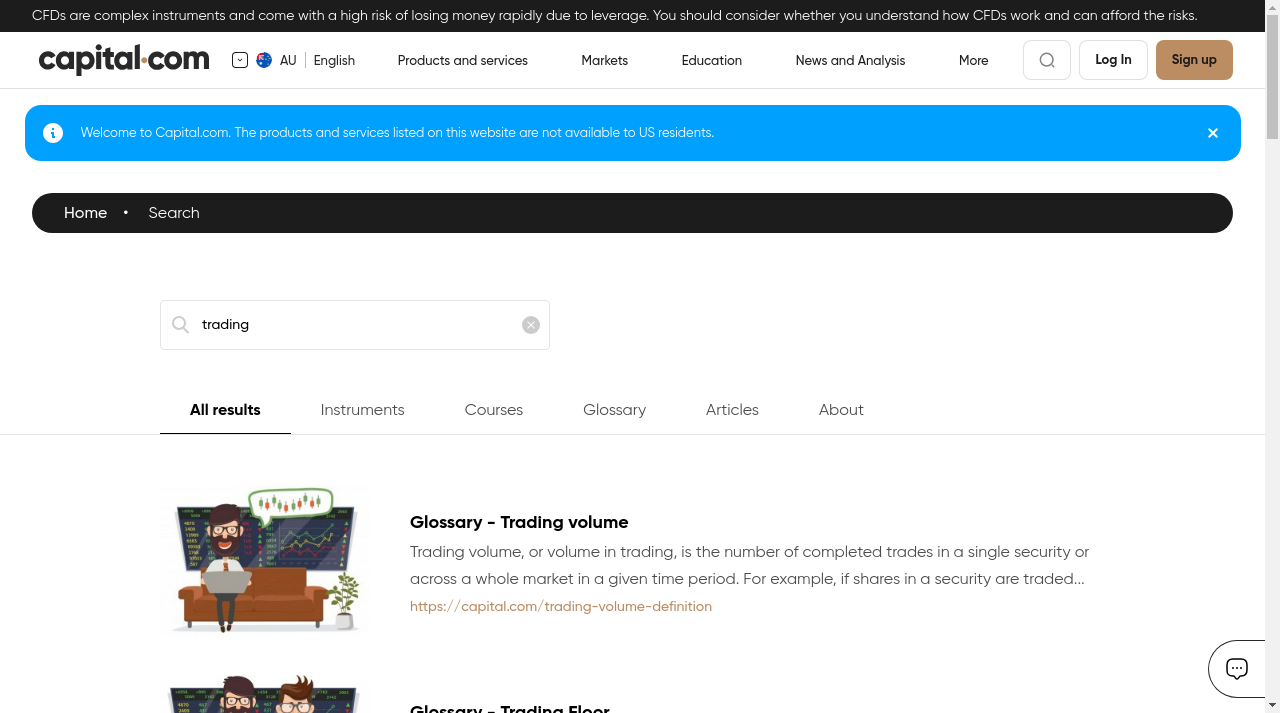 CFDs are complex instruments and come with a high risk of losing money rapidly due to leverage. You should consider whether you understand how CFDs work and can afford the risks.
capital.com
AU English
Products and services
Markets
Education
News and Analysis
More
Log In
Sign up
Welcome to Capital.com. The products and services listed on this website are not available to US residents.
Home • Search
trading
All results
Instruments
Courses
Glossary
Articles
About
Glossary - Trading volume
Trading volume, or volume in trading, is the number of completed trades in a single security or
across a whole market in a given time period. For example, if shares in a security are traded...
https://capital.com/trading-volume-definition
Glossary - Trading Floor